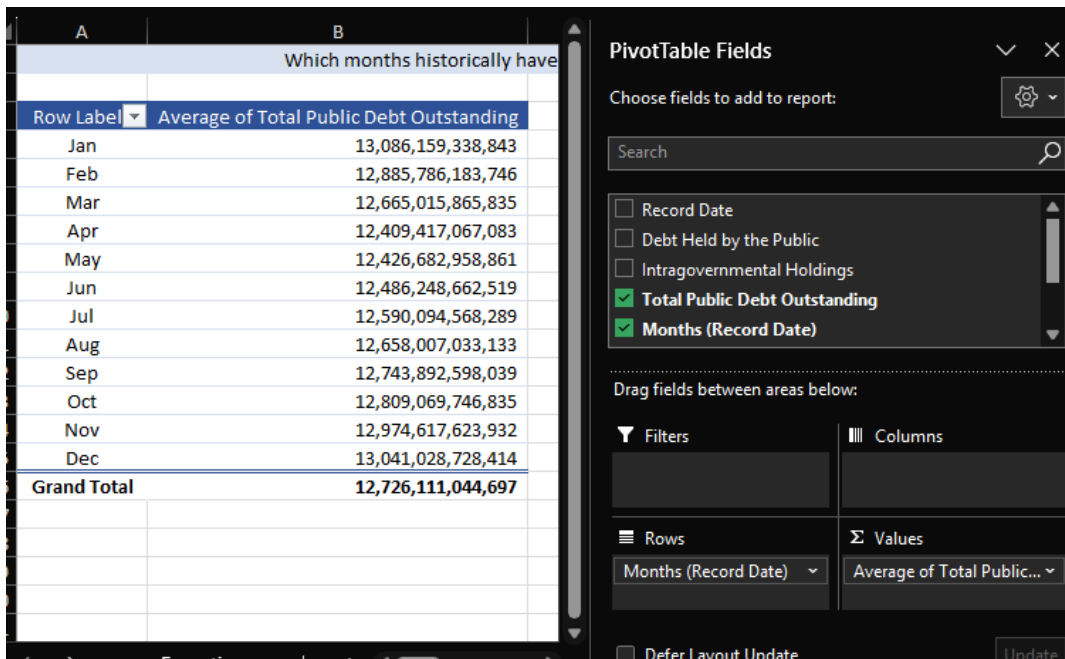 A B
Which months historically have
Row Label Average of Total Public Debt Outstanding
Jan 13,086,159,338,843
Feb 12,885,786,183,746
Mar 12,665,015,865,835
Apr 12,409,417,067,083
May 12,426,682,958,861
Jun 12,486,248,662,519
Jul 12,590,094,568,289
Aug 12,658,007,033,133
Sep 12,743,892,598,039
Oct 12,809,069,746,835
Nov 12,974,617,623,932
Dec 13,041,028,728,414
Grand Total 12,726,111,044,697
PivotTable Fields
Choose fields to add to report:
Search
Record Date
Debt Held by the Public
Intragovernmental Holdings
Total Public Debt Outstanding
Months (Record Date)
Drag fields between areas below:
Filters
Columns
Rows
Σ Values
Months (Record Date)
Average of Total Public...
Defer Layout Update
Update